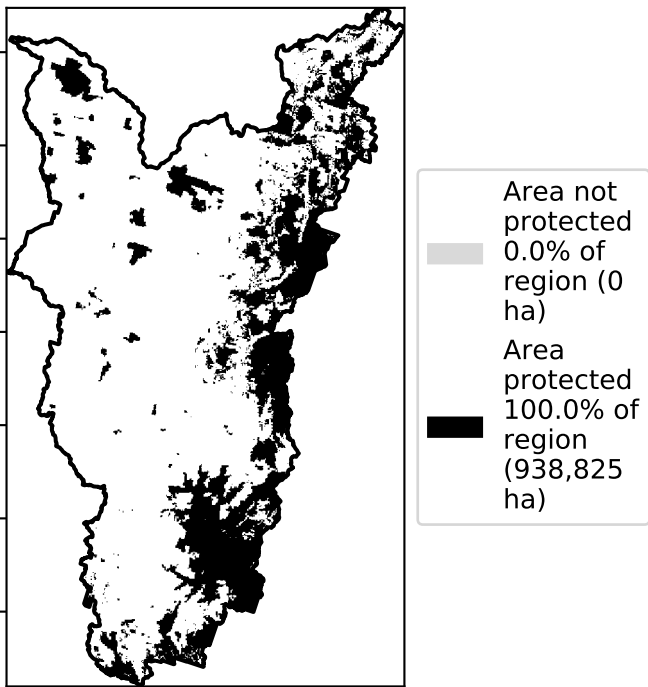 Area not
protected
0.0% of
region (0
ha)
Area
protected
100.0% of
region
(938,825
ha)